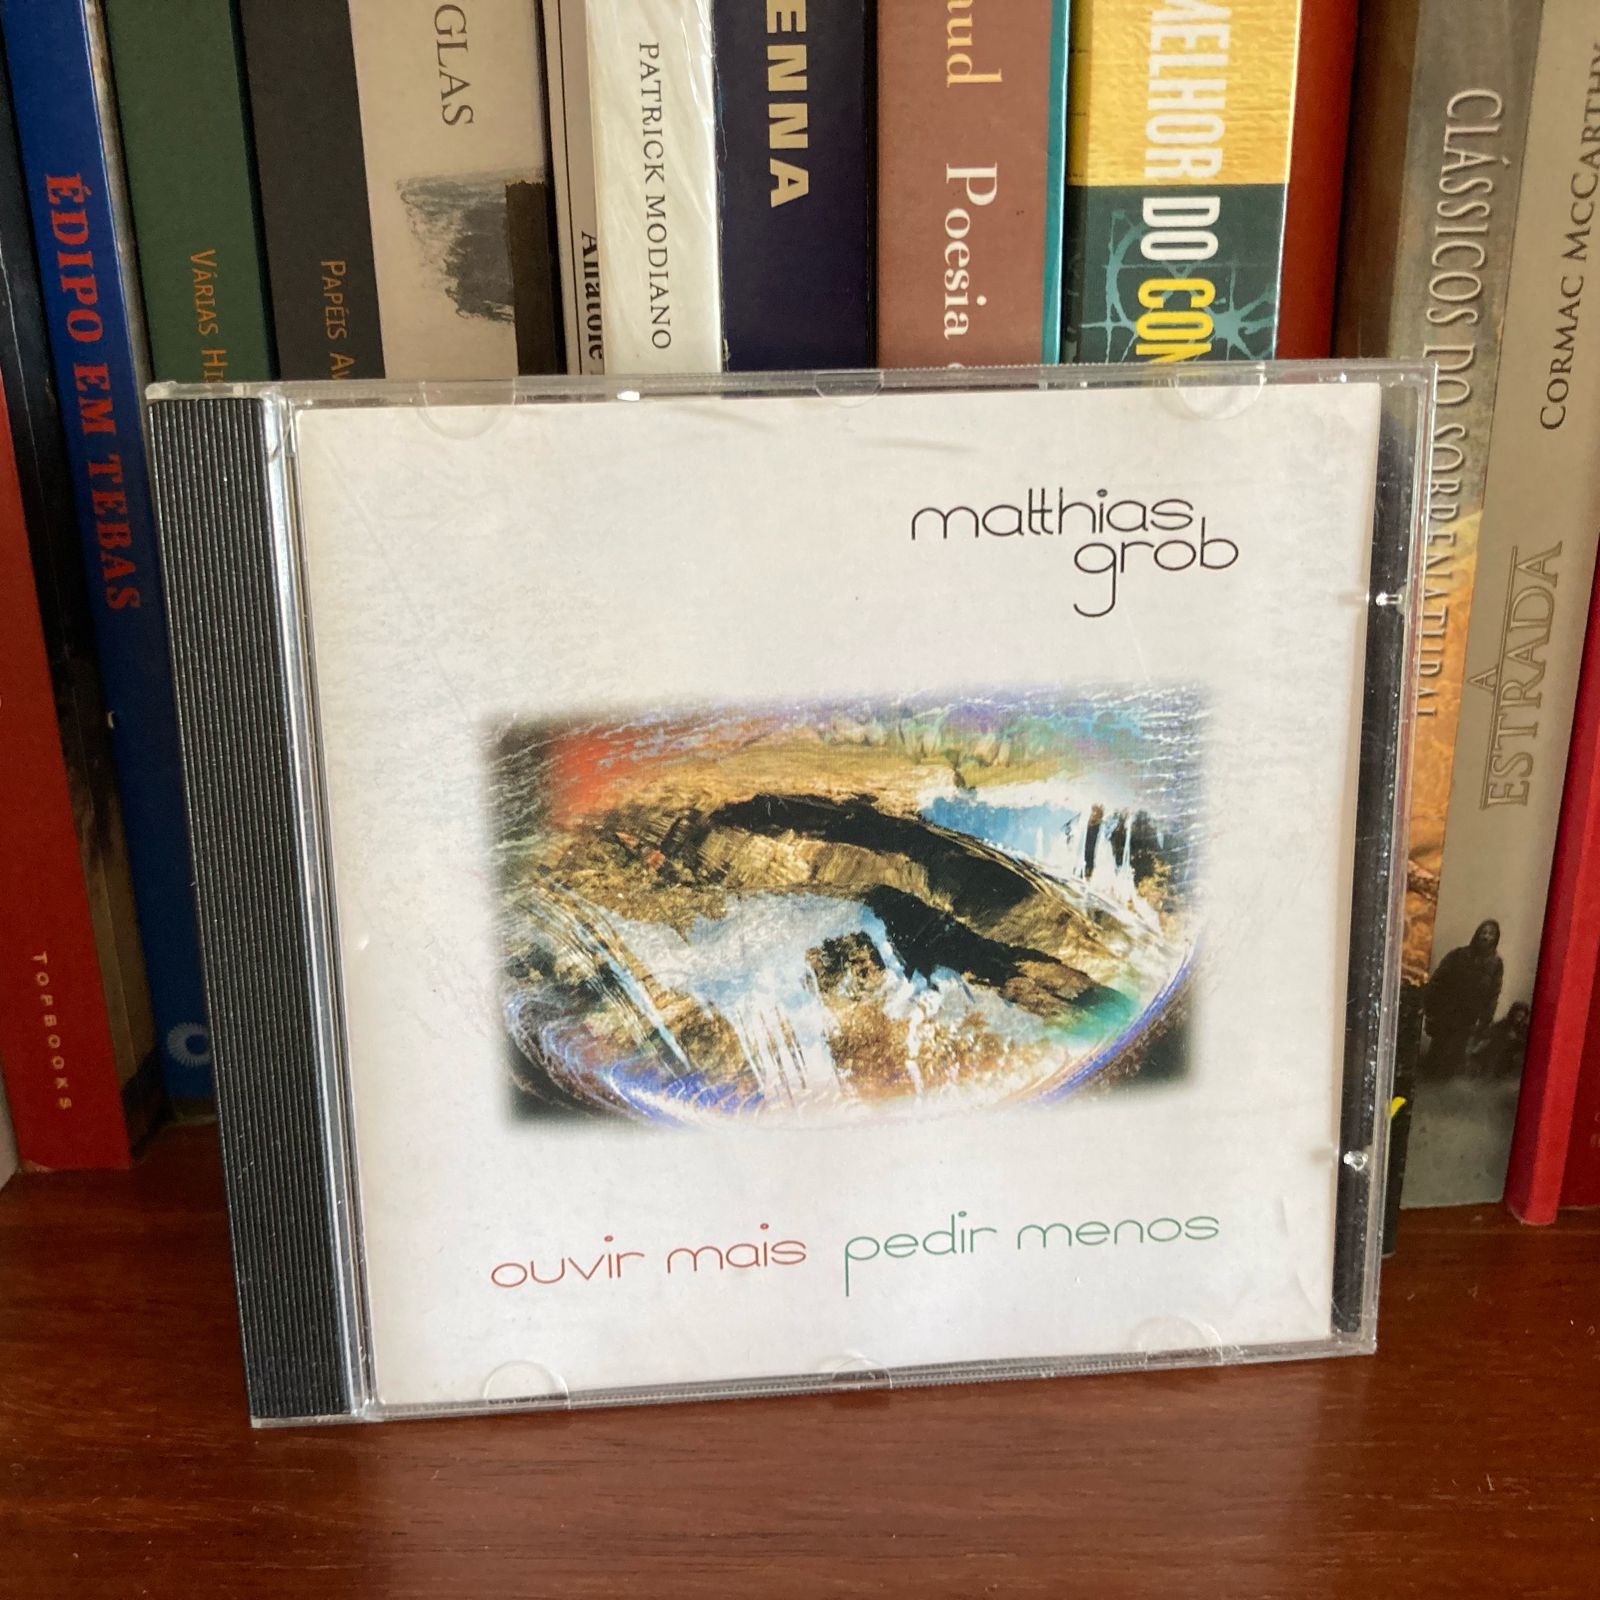 ÉDIPO EM TEBAS
TOPBOOKS
VÁRIAS
PAPÉIS
GLAS
Anatole
PATRICK MODIANO
ENNA
Poesia
MELHOR DO
CLÁSSICOS DO SOBRENATURAL
CORMAC MCCARTHY
A
ESTRADA
matthias
grob
ouvir mais pedir menos